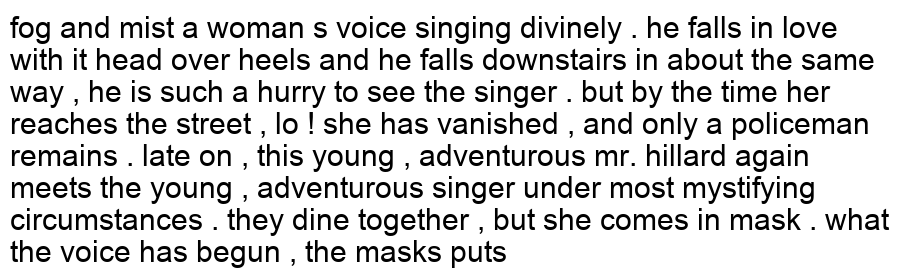 fog and mist a woman s voice singing divinely . he falls in love
with it head over heels and he falls downstairs in about the same
way , he is such a hurry to see the singer . but by the time her
reaches the street , lo ! she has vanished , and only a policeman
remains . late on , this young , adventurous mr. hillard again
meets the young , adventurous singer under most mystifying
circumstances . they dine together , but she comes in mask . what
the voice has begun , the masks puts